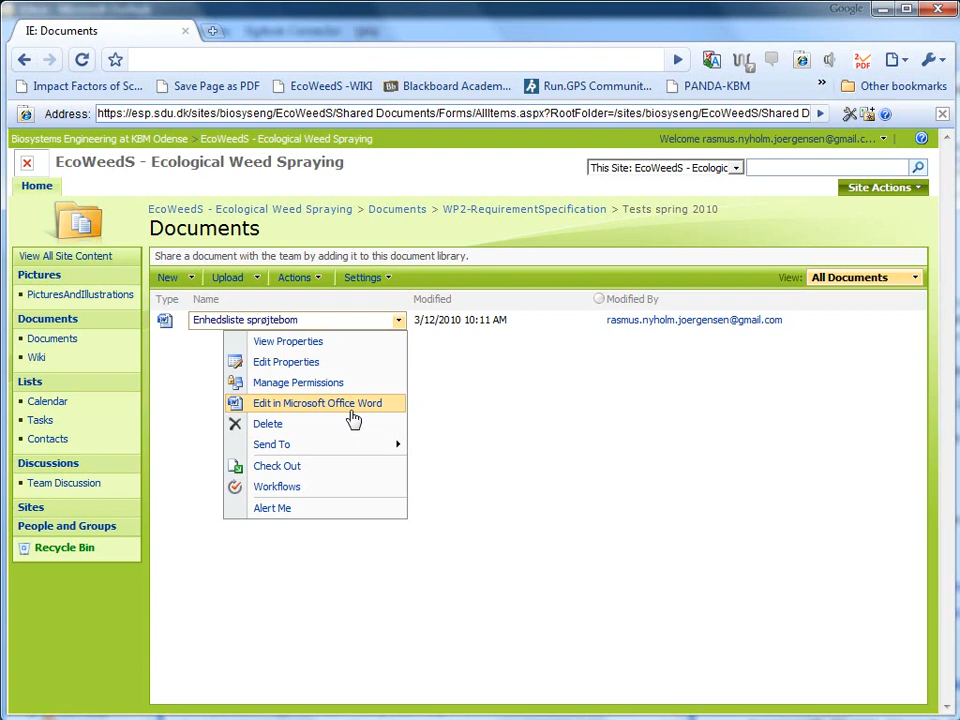 Google
IE: Documents
Impact Factors of Sc...
Save Page as PDF
EcoWeedS -WIKI
Bb
Blackboard Academ...
Run.GPS Communit...
PANDA-KBM
»
Other bookmarks
Address:
https://esp.sdu.dk/sites/biosyseng/EcoWeedS/Shared Documents/Forms/AllItems.aspx?RootFolder=/sites/biosyseng/EcoWeedS/Shared D
Biosystems Engineering at KBM Odense > EcoWeedS - Ecological Weed Spraying
Welcome rasmus.nyholm.joergensen@gmail.c...
EcoWeedS - Ecological Weed Spraying
This Site: EcoWeedS - Ecologic
Home
Site Actions
EcoWeedS - Ecological Weed Spraying > Documents > WP2-RequirementSpecification > Tests spring 2010
Documents
View All Site Content
Pictures
PicturesAndIllustrations
Documents
Documents
Wiki
Lists
Calendar
Tasks
Contacts
Discussions
Team Discussion
Sites
People and Groups
Recycle Bin
Share a document with the team by adding it to this document library.
New
Upload
Actions
Settings
View:
All Documents
Type
Name
Modified
Modified By
Enhedsliste sprøjtebom
3/12/2010 10:11 AM
rasmus.nyholm.joergensen@gmail.com
View Properties
Edit Properties
Manage Permissions
Edit in Microsoft Office Word
Delete
Send To
Check Out
Workflows
Alert Me